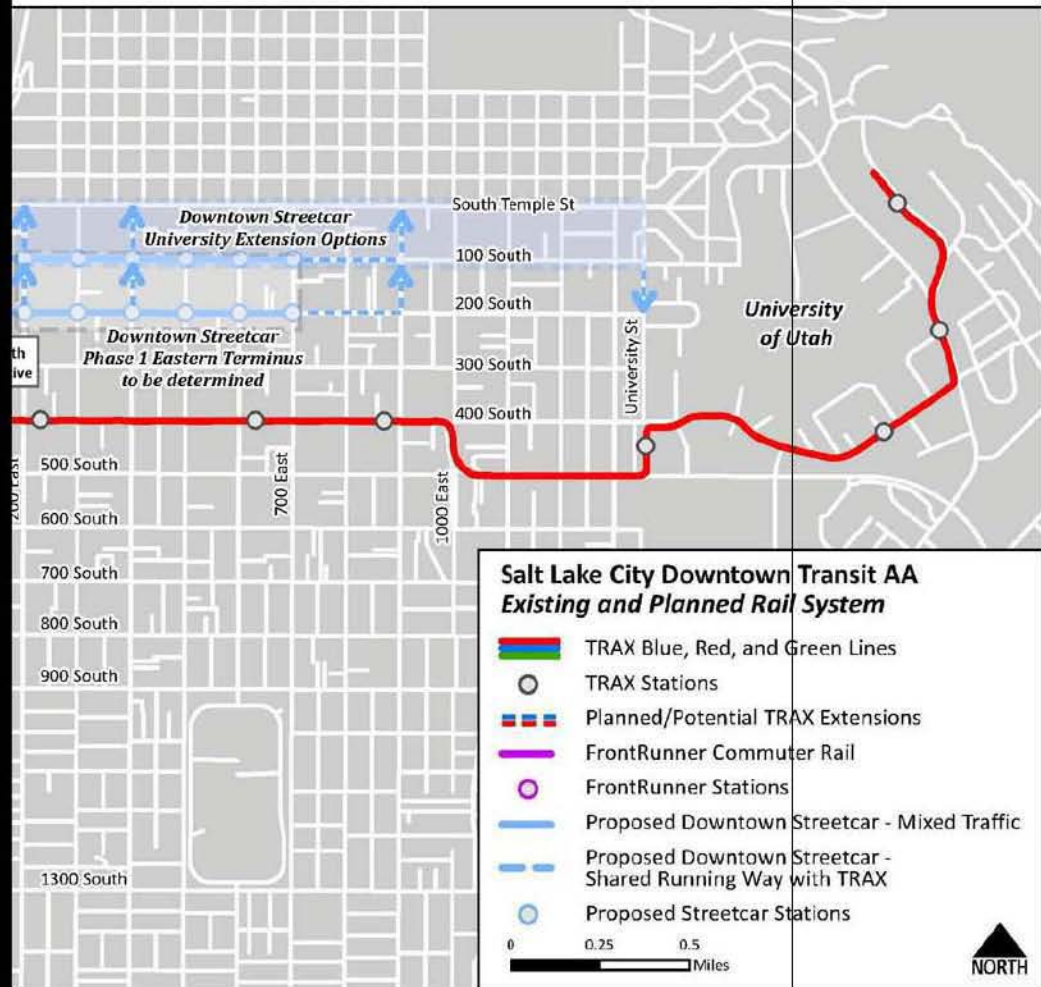 South Temple St
Downtown Streetcar
University Extension Options
100 South
200 South
University
of Utah
Downtown Streetcar
Phase 1 Eastern Terminus
to be determined
300 South
University St
400 South
500 South
700 East
1000 East
600 South
700 South
800 South
900 South
1300 South
Salt Lake City Downtown Transit AA
Existing and Planned Rail System
TRAX Blue, Red, and Green Lines
TRAX Stations
Planned/Potential TRAX Extensions
FrontRunner Commuter Rail
FrontRunner Stations
Proposed Downtown Streetcar - Mixed Traffic
Proposed Downtown Streetcar -
Shared Running Way with TRAX
Proposed Streetcar Stations
0 0.25 0.5
Miles
NORTH